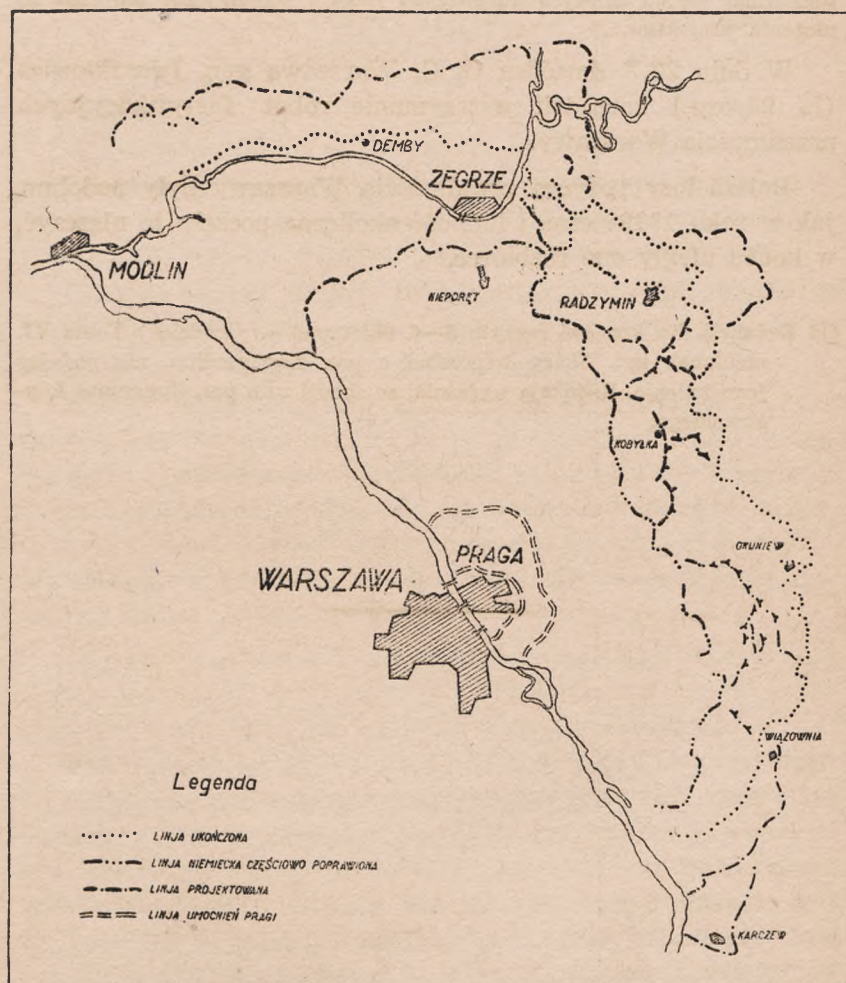 DEMBY
ZEGRZE
MODLIN
NIEPORĘT
RADZYMIN
KOBYŁKA
OKUNIEW
PRAGA
WARSZAWA
WIĄZOWNIA
Legenda
LINJA UKOŃCZONA
LINJA NIEMIECKA CZĘŚCIOWO POPRAWIONA
LINJA PROJEKTOWANA
LINJA UMOCNIEŃ PRAGI
KARCZEW